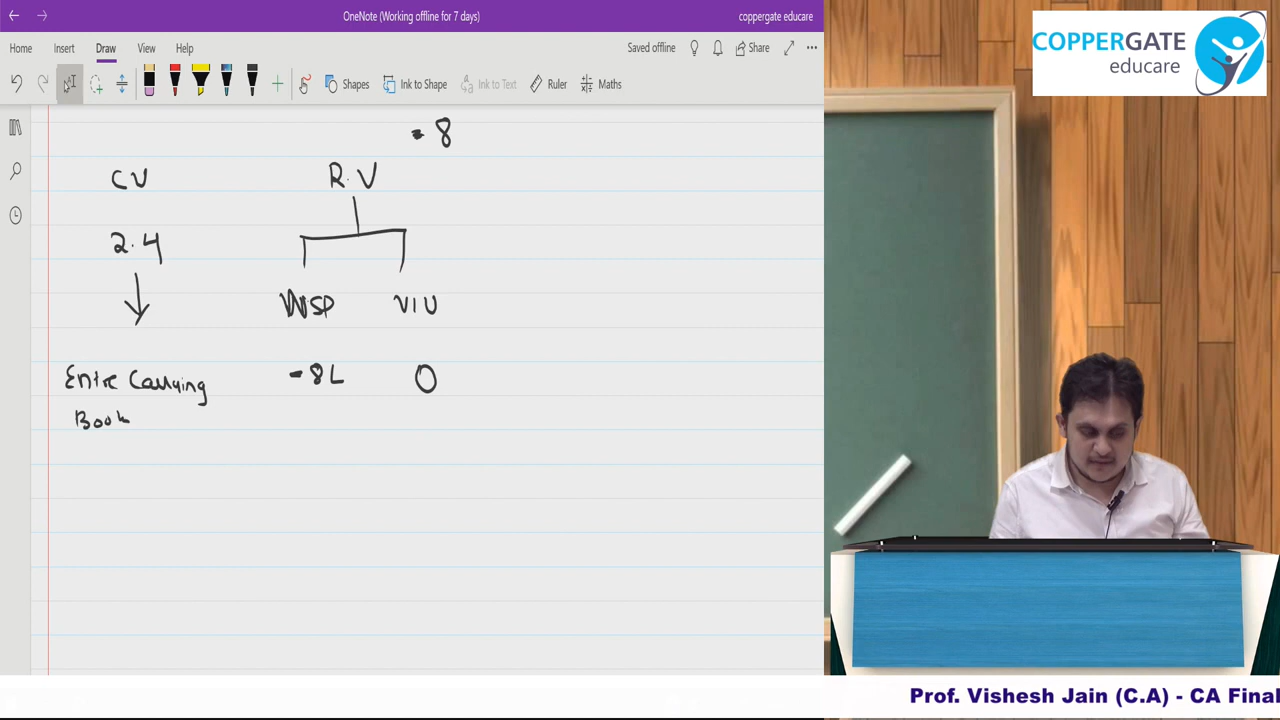 OneNote (Working offline for 7 days)
coppergate educare
Home Insert Draw View Help
Saved offline
Share
Shapes
Ink to Shape
Ink to Text
Ruler
Maths
COPPERGATE
educare
= 8
CV R.V
2.4
NSP VIU
Entire Carrying - 8L 0
Book
Prof. Vishesh Jain (C.A) - CA Final